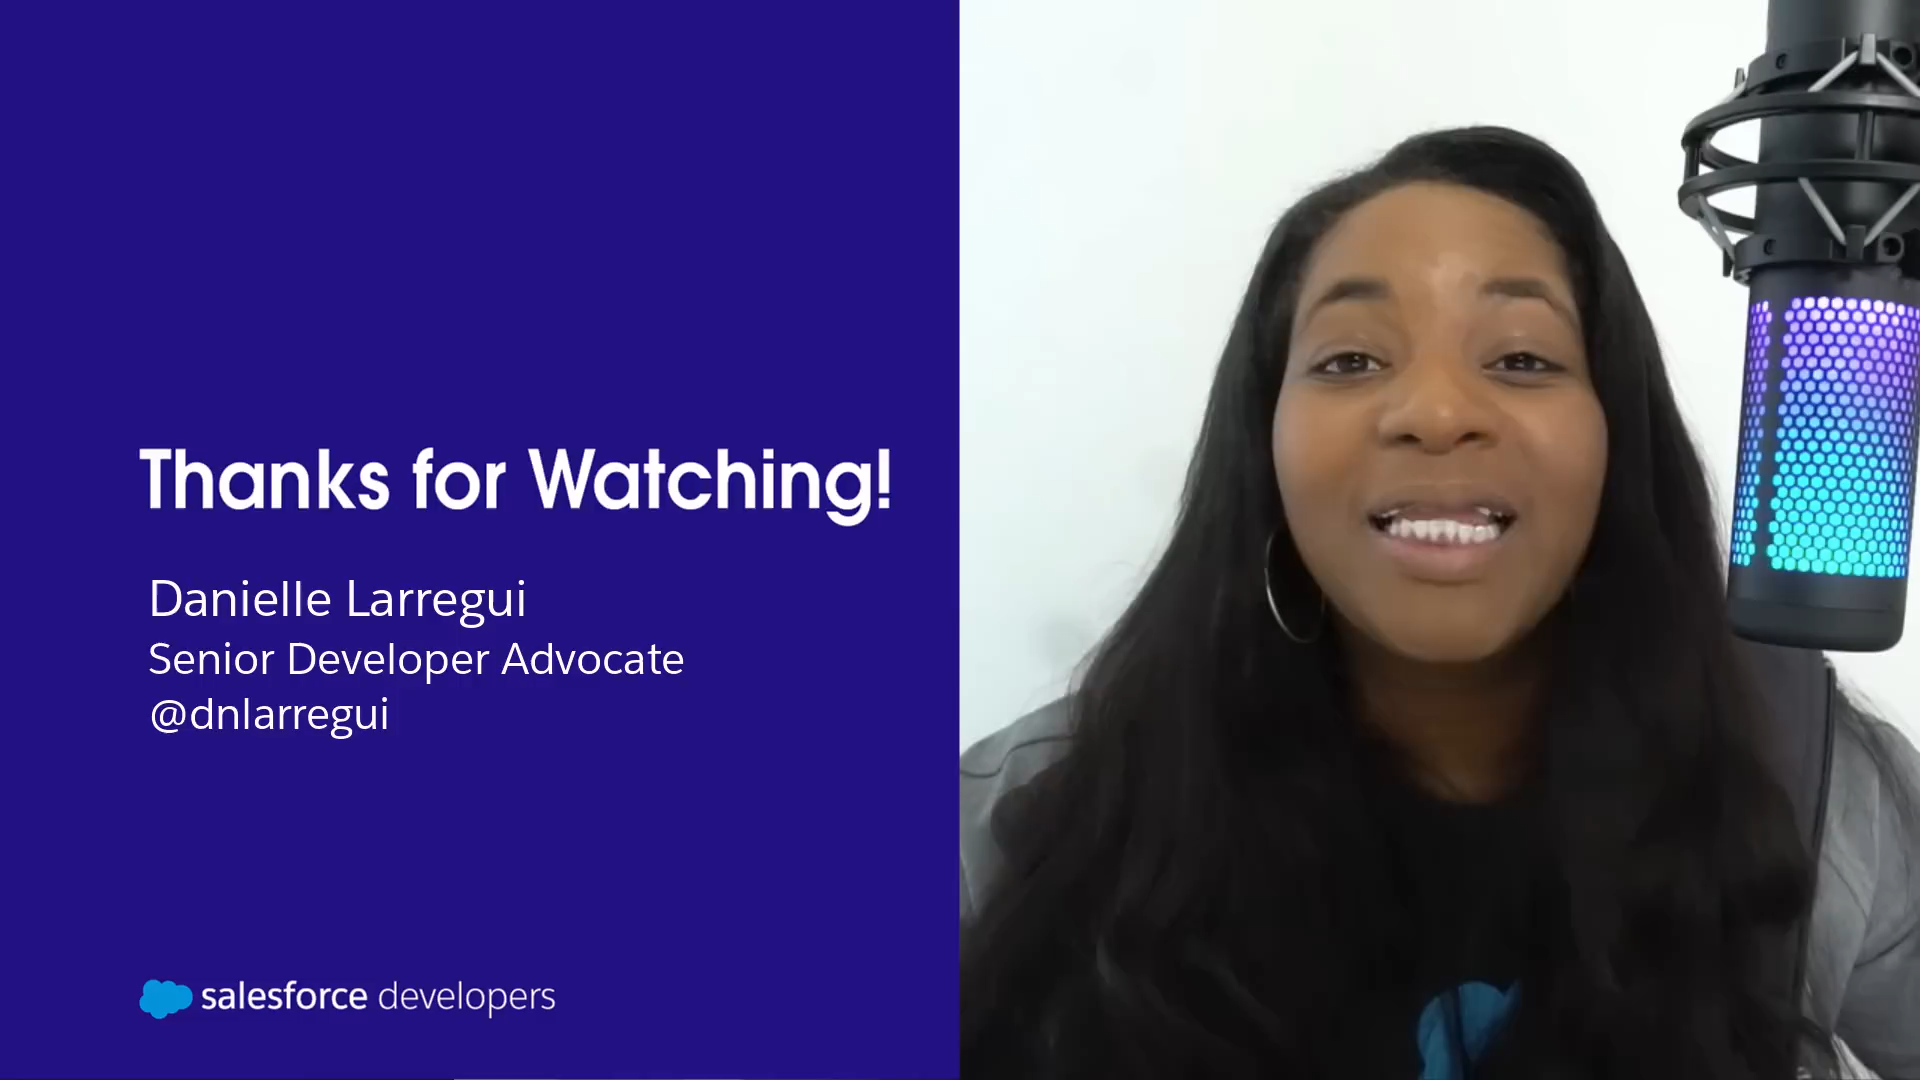 Thanks for Watching!
Danielle Larregui
Senior Developer Advocate
@dnlarregui
salesforce developers